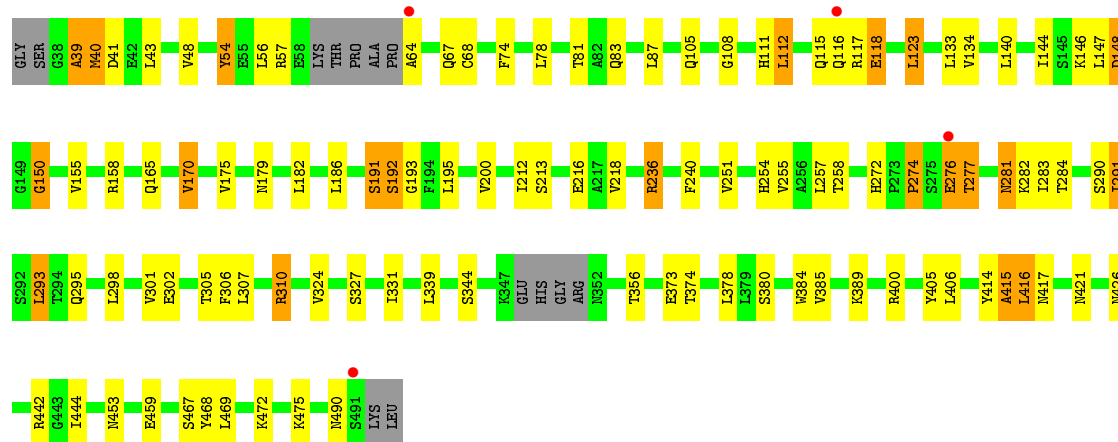 GLY SER G38 A39 M40 D41 E42 L43 V48 Y54 E55 L56 R57 E58 LYS THR PRO ALA PRO A64 Q67 C68 F74 L78 T81 A82 Q83 L87 Q105 G108 H111 L112 Q115 Q116 R117 E118 L123 L133 V134 L140 I144 S145 K146 L147 D148
G149 G150 V155 R158 Q165 V170 V175 N179 L182 L186 S191 S192 G193 F194 L195 V200 I212 S213 E216 A217 V218 R236 F240 V251 H254 V255 A256 L257 T258 H272 P273 P274 S275 E276 T277 N281 K282 I283 T284 S290
S292 L293 T294 Q295 L298 V301 E302 T305 F306 L307 R310 V324 S327 I331 L339 S344 K347 GLU HIS GLY ARG N352 T356 E373 T374 L378 L379 S380 W384 V385 K389 R400 Y405 L406 Y414 A415 L416 N417 N421
R442 G443 I444 N453 E459 S467 Y468 L469 K472 K475 N490 S491 LYS LEU